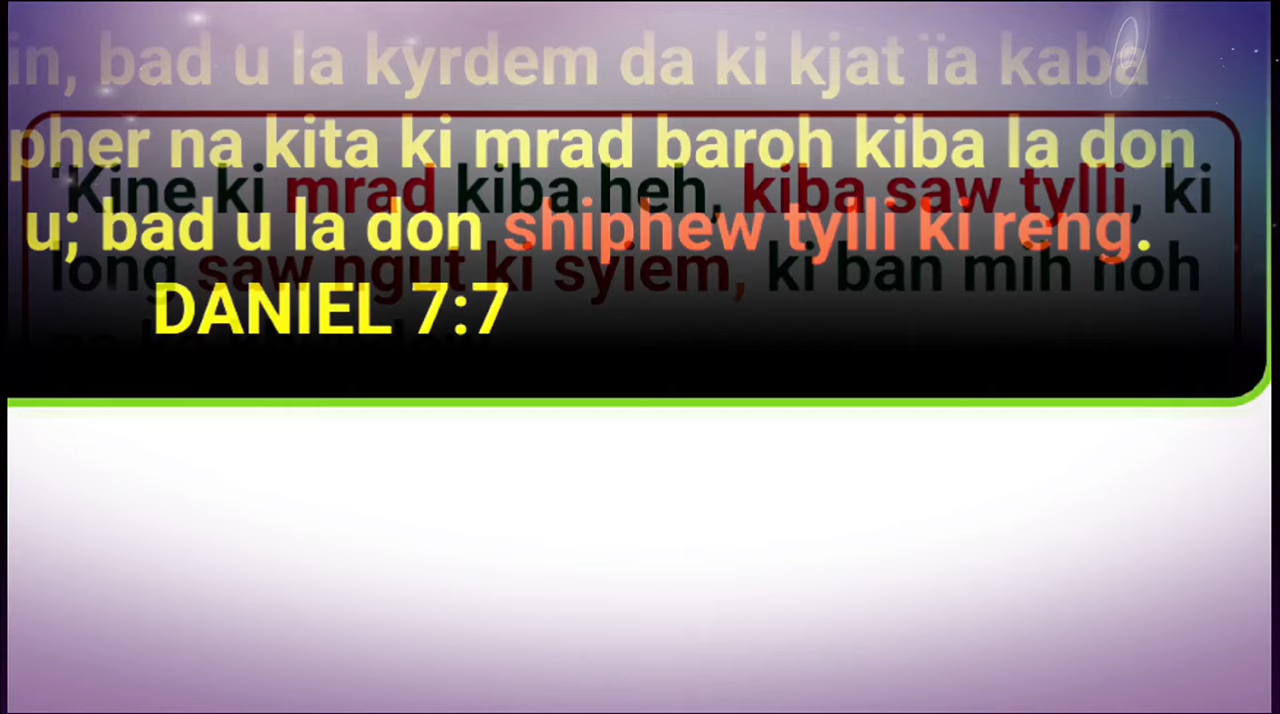 in, bad u la kyrdem da ki kjat ïa kaba
pher na kita ki mrad baroh kiba la don
u; bad u la don shiphew tylli ki reng.
DANIEL 7:7
“Kine ki mrad kiba heh, kiba saw tylli, ki
long saw ngut ki syiem, ki ban mih noh